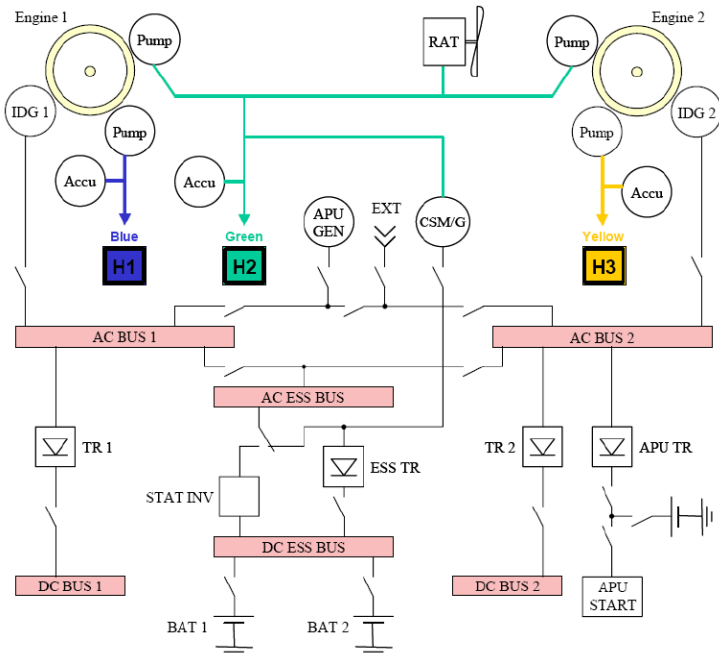 Engine 1
Engine 2
Pump
RAT
Pump
IDG 1
IDG 2
Pump
Pump
Accu
Accu
Accu
APU
GEN
EXT
CSM/G
Blue
Green
Yellow
H1
H2
H3
AC BUS 1
AC BUS 2
AC ESS BUS
TR 1
ESS TR
TR 2
APU TR
STAT INV
DC ESS BUS
DC BUS 1
DC BUS 2
APU
START
BAT 1
BAT 2